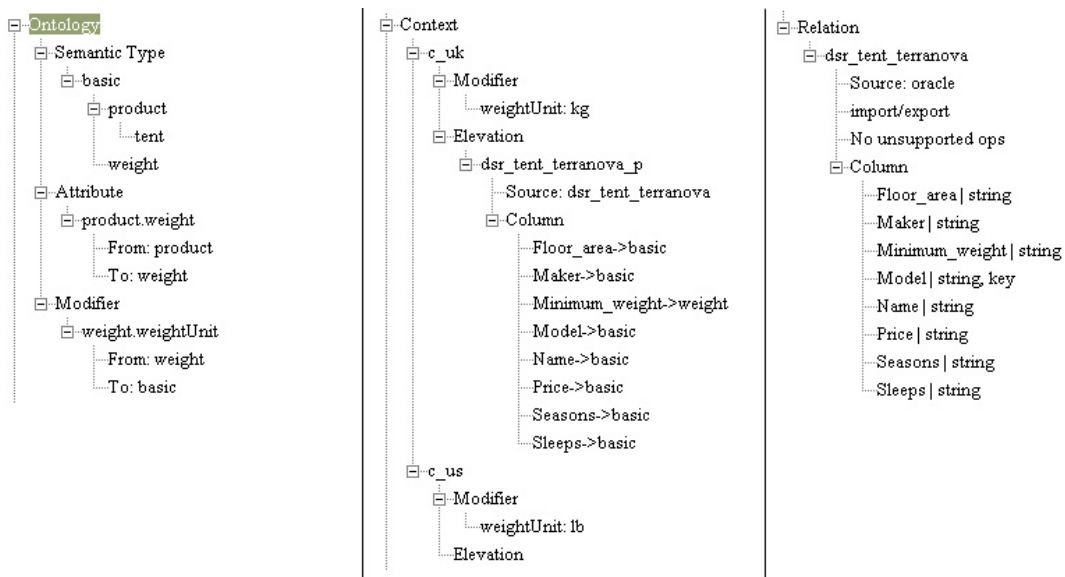 Ontology
Semantic Type
basic
product
tent
weight
Attribute
product.weight
From: product
To: weight
Modifier
weight.weightUnit
From: weight
To: basic
Context
c_uk
Modifier
weightUnit: kg
Elevation
dsr_tent_terranova_p
Source: dsr_tent_terranova
Column
Floor_area->basic
Maker->basic
Minimum_weight->weight
Model->basic
Name->basic
Price->basic
Seasons->basic
Sleeps->basic
c_us
Modifier
weightUnit: lb
Elevation
Relation
dsr_tent_terranova
Source: oracle
import/export
No unsupported ops
Column
Floor_area | string
Maker | string
Minimum_weight | string
Model | string, key
Name | string
Price | string
Seasons | string
Sleeps | string